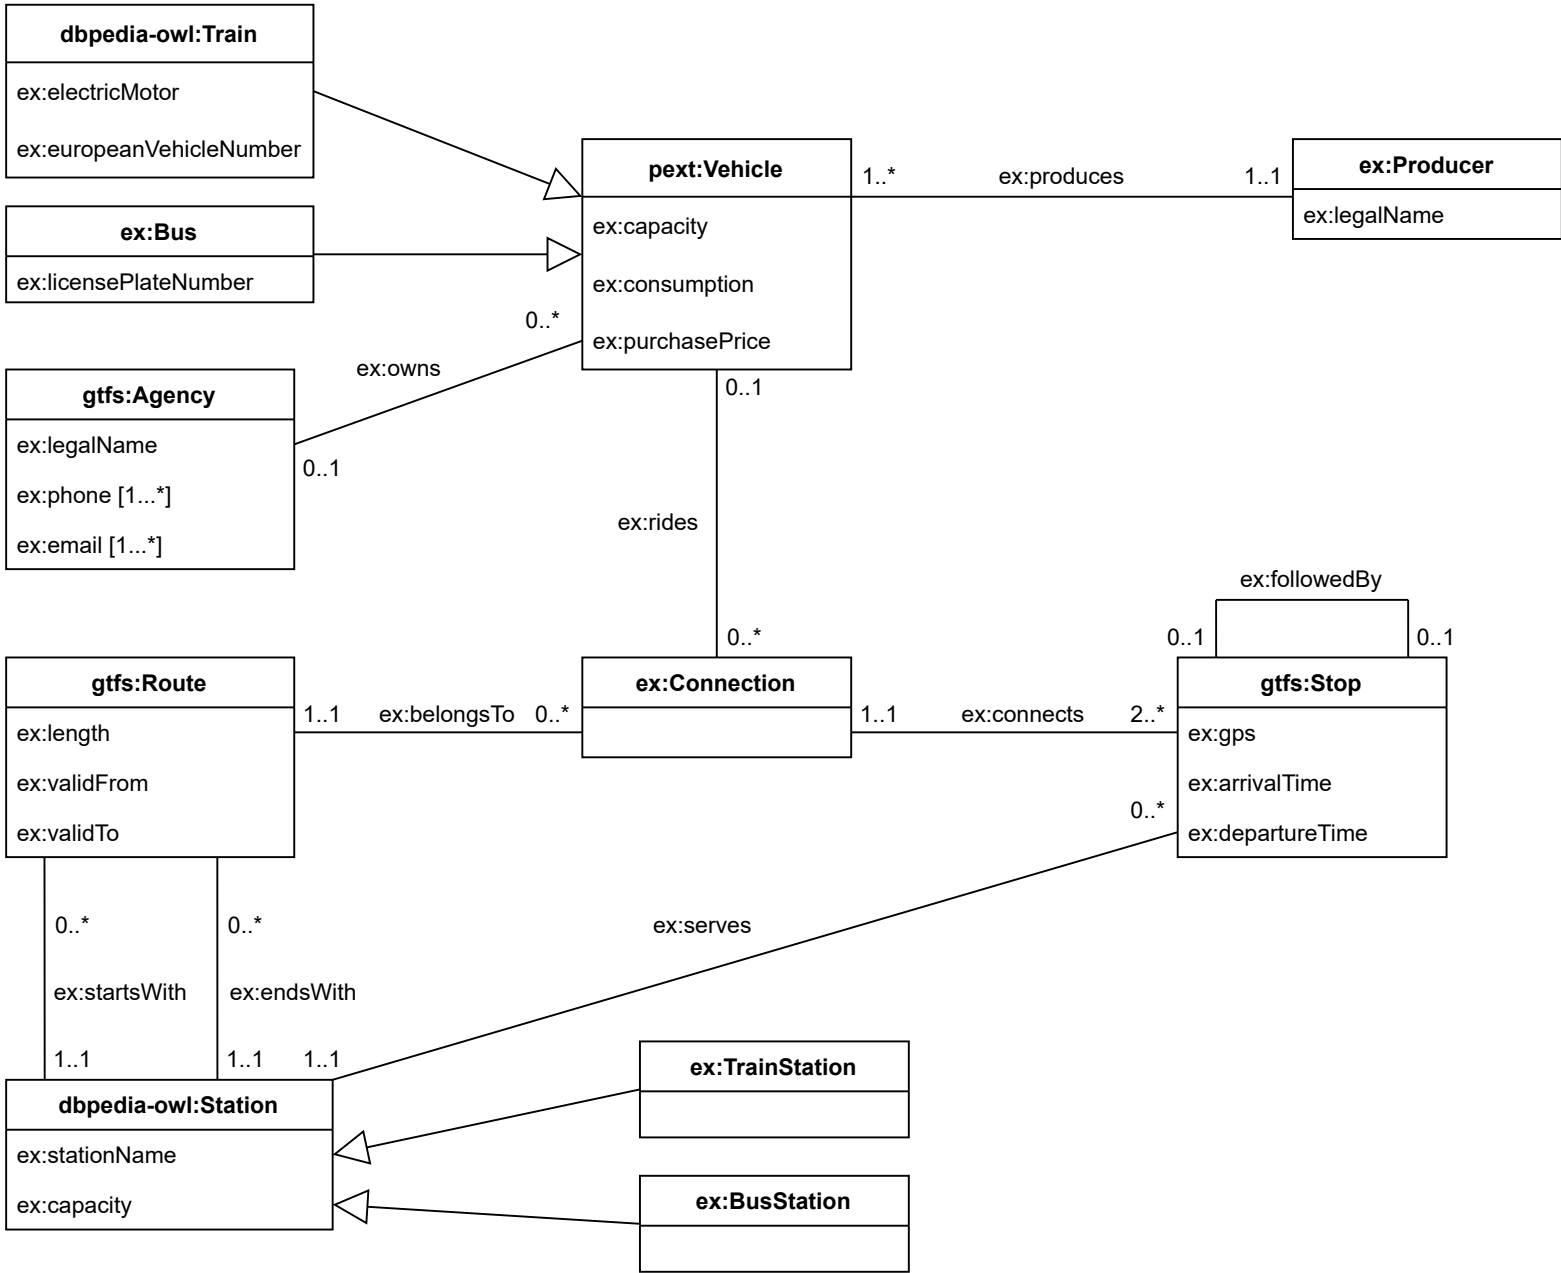 dbpedia-owl:Train
ex:electricMotor
ex:europeanVehicleNumber
ex:Bus
ex:licensePlateNumber
pext:Vehicle
ex:capacity
ex:consumption
ex:purchasePrice
1..* ex:produces 1..1
ex:Producer
ex:legalName
0..*
ex:owns
0..1
gtfs:Agency
ex:legalName
ex:phone [1...*]
ex:email [1...*]
0..1
ex:rides
0..*
ex:followedBy
0..1 0..1
gtfs:Route
ex:length
ex:validFrom
ex:validTo
1..1 ex:belongsTo 0..*
ex:Connection
1..1 ex:connects 2..*
gtfs:Stop
ex:gps
ex:arrivalTime
ex:departureTime
0..*
ex:serves
1..1
0..*
ex:startsWith
1..1
0..*
ex:endsWith
1..1
dbpedia-owl:Station
ex:stationName
ex:capacity
ex:TrainStation
ex:BusStation